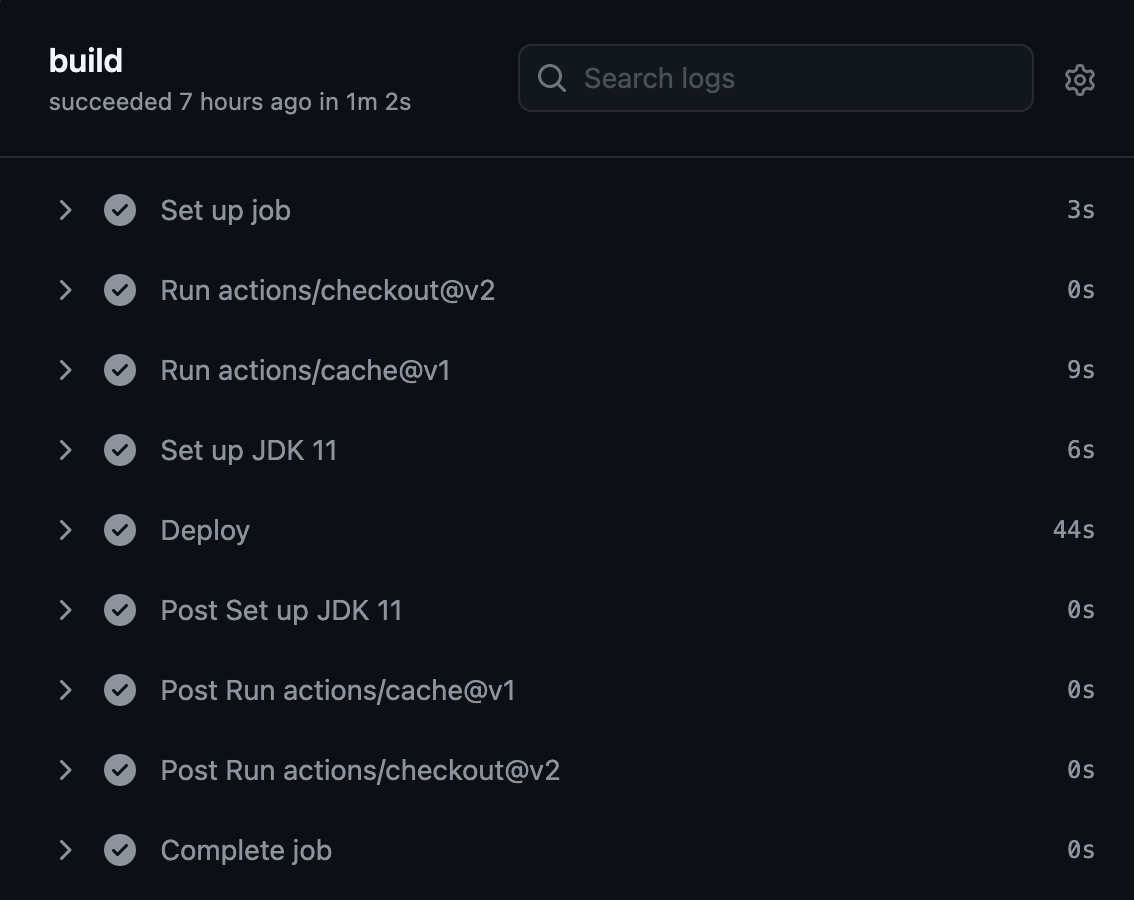 build
succeeded 7 hours ago in 1m 2s
Search logs
Set up job 3s
Run actions/checkout@v2 0s
Run actions/cache@v1 9s
Set up JDK 11 6s
Deploy 44s
Post Set up JDK 11 0s
Post Run actions/cache@v1 0s
Post Run actions/checkout@v2 0s
Complete job 0s